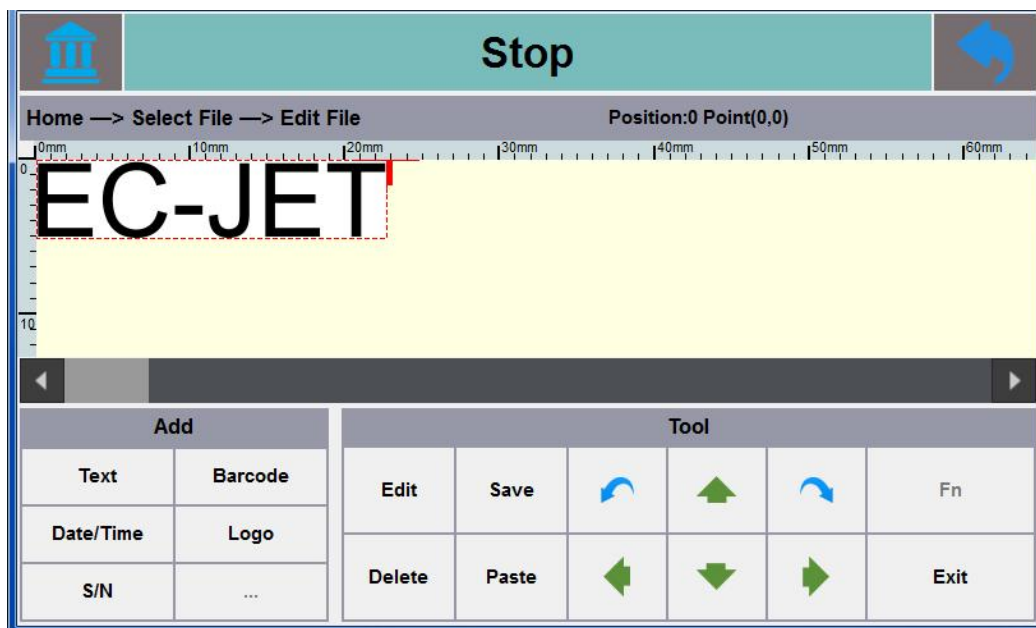 Stop
Home —> Select File —> Edit File Position:0 Point(0,0)
0mm 10mm 20mm 30mm 40mm 50mm 60mm
0
EC-JET
10
Add Tool
Text Barcode Edit Save Fn
Date/Time Logo
S/N ... Delete Paste Exit